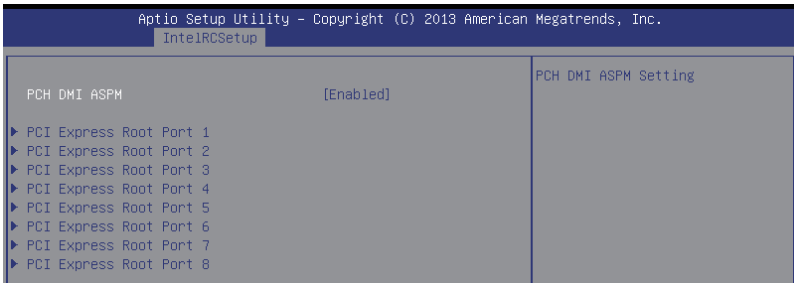 Aptio Setup Utility – Copyright (C) 2013 American Megatrends, Inc.
IntelRCSetup
PCH DMI ASPM [Enabled]
PCI Express Root Port 1
PCI Express Root Port 2
PCI Express Root Port 3
PCI Express Root Port 4
PCI Express Root Port 5
PCI Express Root Port 6
PCI Express Root Port 7
PCI Express Root Port 8
PCH DMI ASPM Setting